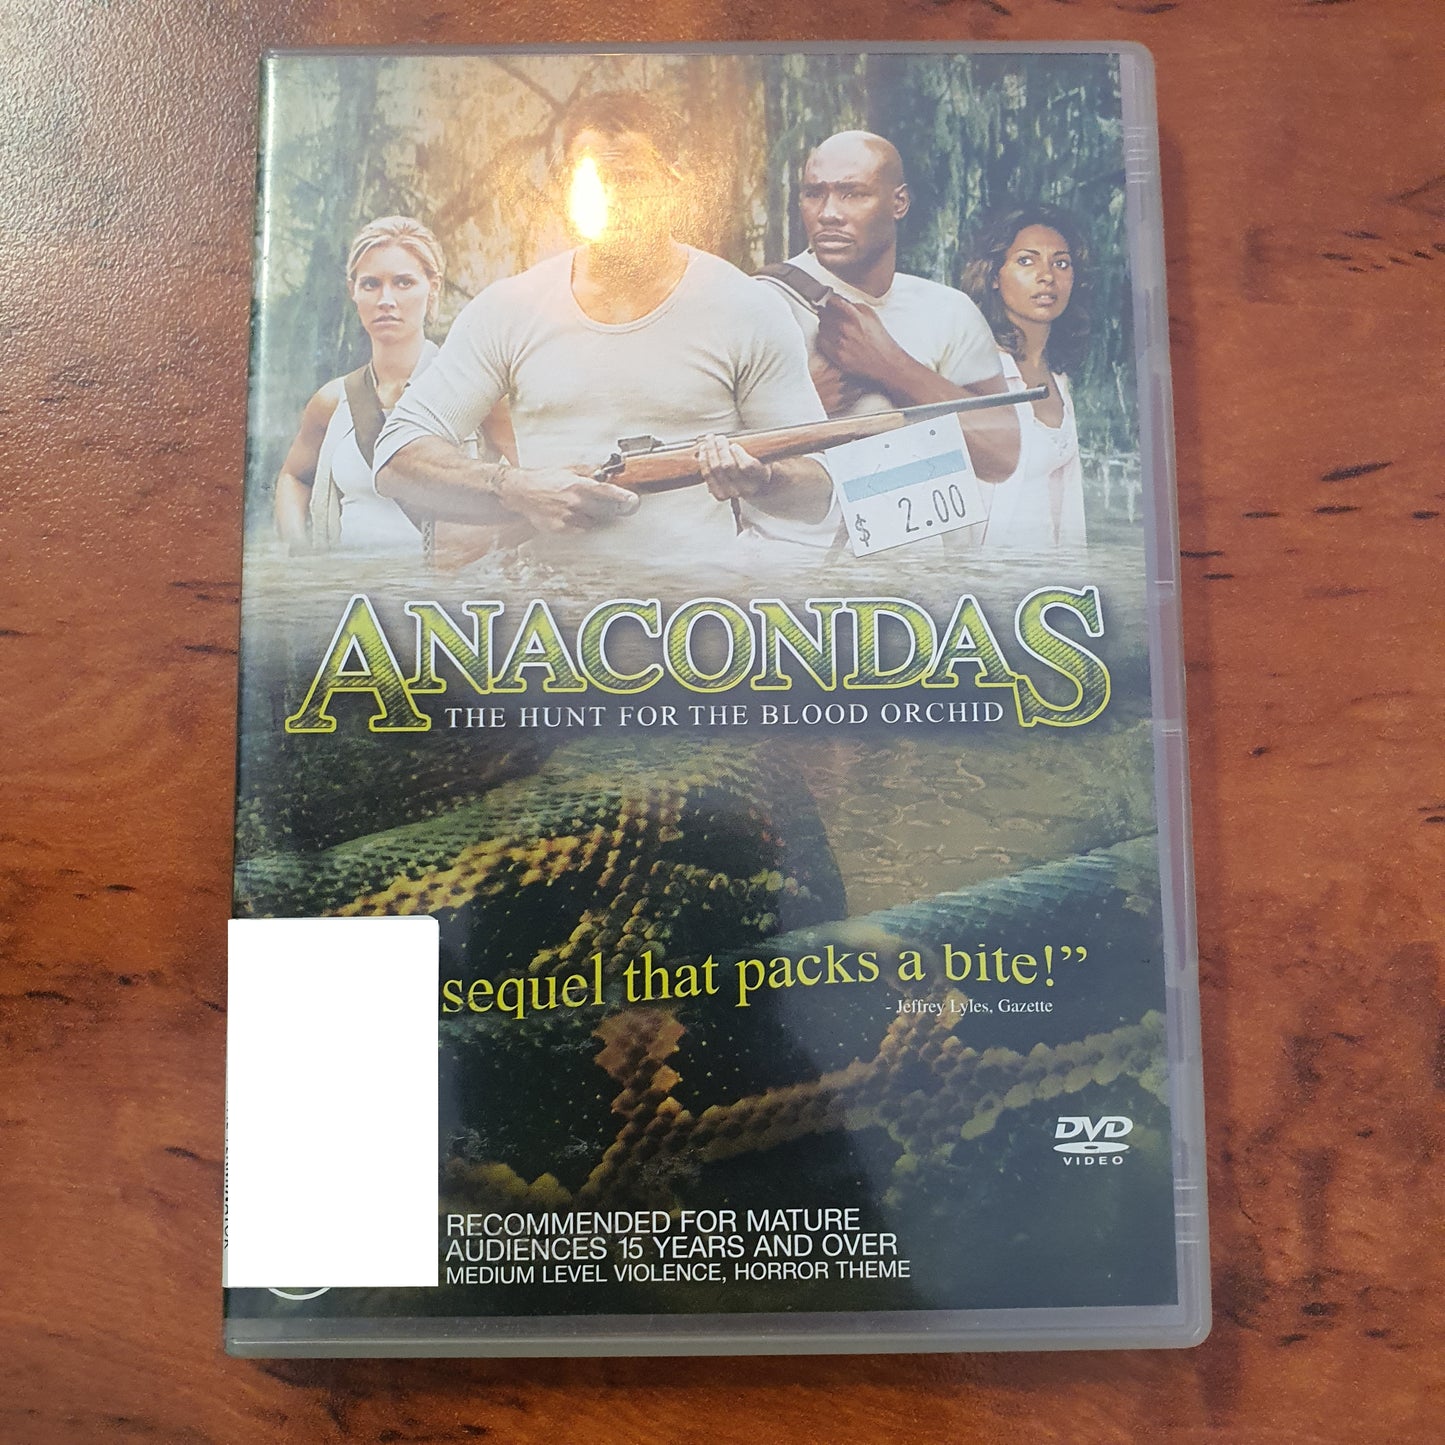 $ 2.00
ANACONDAS
THE HUNT FOR THE BLOOD ORCHID
sequel that packs a bite!”
- Jeffrey Lyles, Gazette
DVD
VIDEO
RECOMMENDED FOR MATURE
AUDIENCES 15 YEARS AND OVER
MEDIUM LEVEL VIOLENCE, HORROR THEME